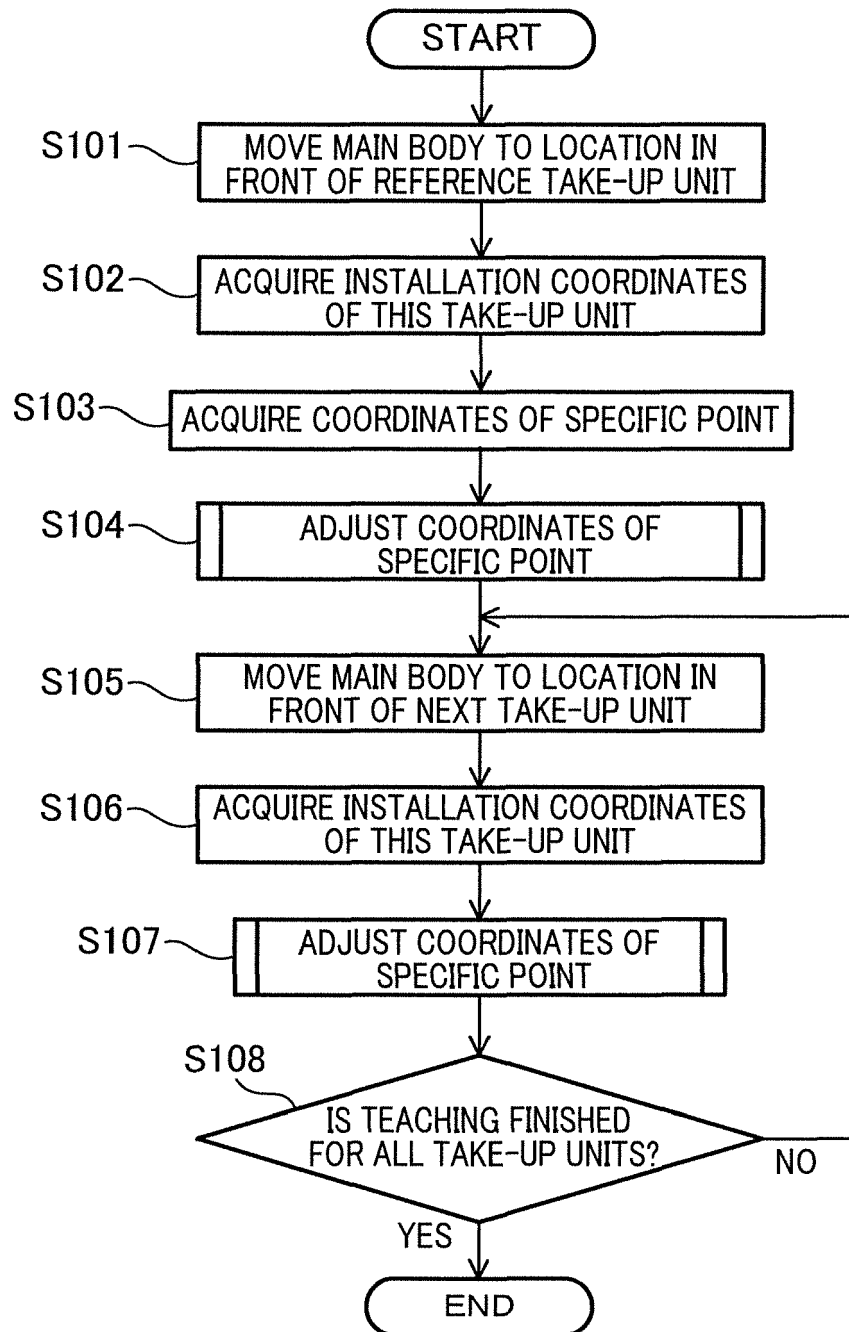 START
S101
MOVE MAIN BODY TO LOCATION IN
FRONT OF REFERENCE TAKE-UP UNIT
S102
ACQUIRE INSTALLATION COORDINATES
OF THIS TAKE-UP UNIT
S103
ACQUIRE COORDINATES OF SPECIFIC POINT
S104
ADJUST COORDINATES OF
SPECIFIC POINT
S105
MOVE MAIN BODY TO LOCATION IN
FRONT OF NEXT TAKE-UP UNIT
S106
ACQUIRE INSTALLATION COORDINATES
OF THIS TAKE-UP UNIT
S107
ADJUST COORDINATES OF
SPECIFIC POINT
S108
IS TEACHING FINISHED
FOR ALL TAKE-UP UNITS?
NO
YES
END